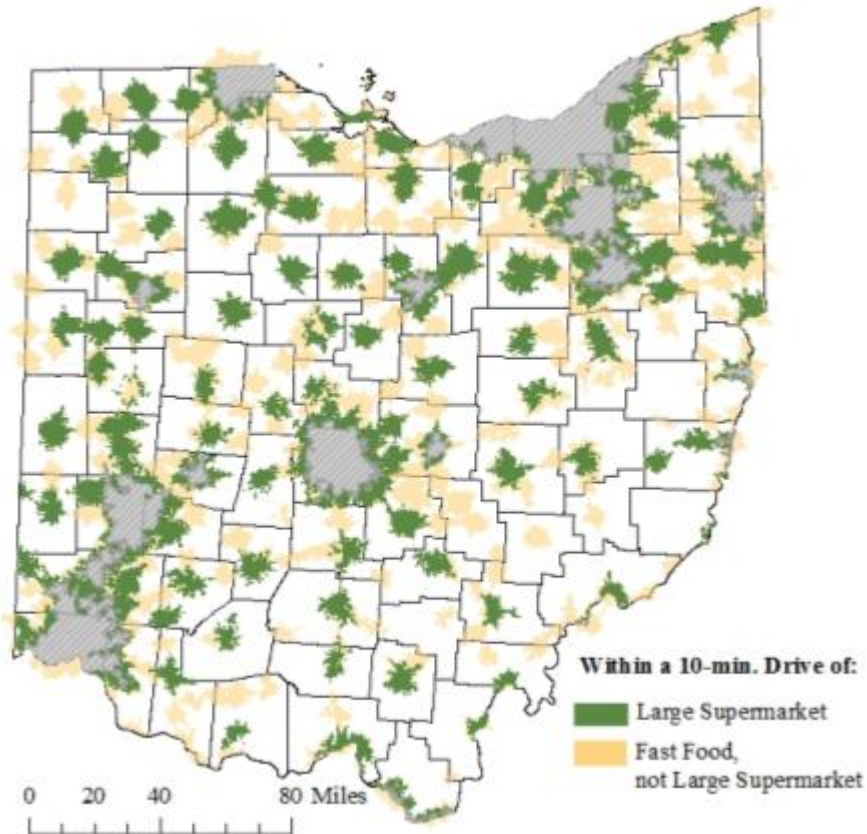 Within a 10-min. Drive of:
Large Supermarket
Fast Food,
not Large Supermarket
0 20 40 80 Miles